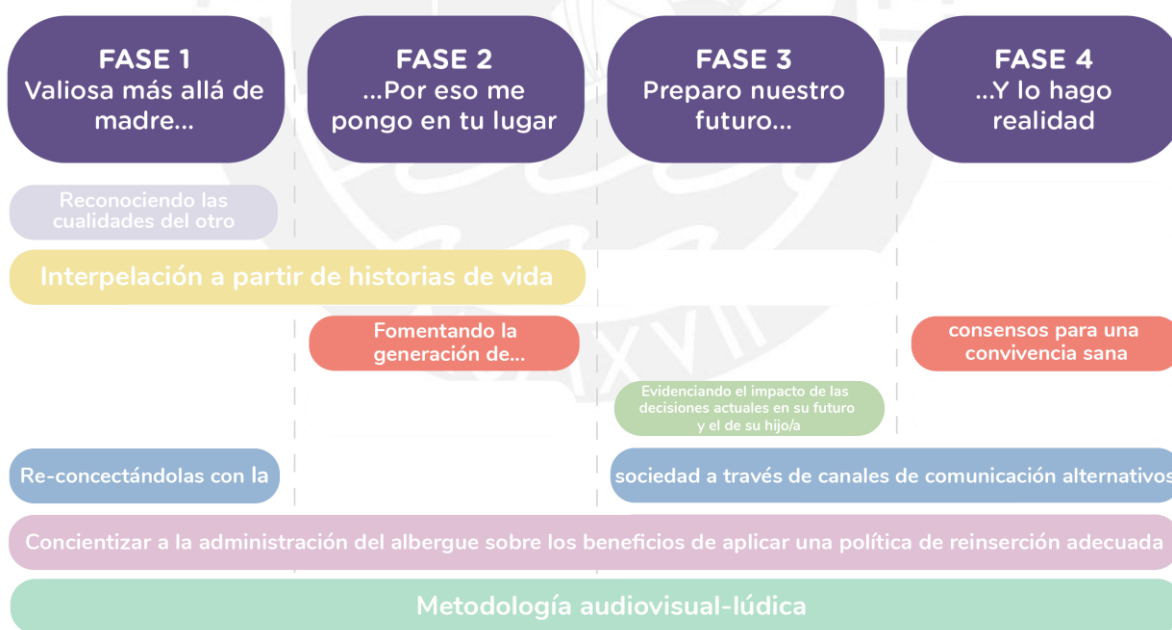 FASE 1
Valiosa más allá de
madre...
FASE 2
...Por eso me
pongo en tu lugar
FASE 3
Preparo nuestro
futuro...
FASE 4
...Y lo hago
realidad
Reconociendo las
cualidades del otro
Interpelación a partir de historias de vida
Fomentando la
generación de...
consensos para una
convivencia sana
Evidenciando el impacto de las
decisiones actuales en su futuro
y el de su hijo/a
Re-concectándolas con la
sociedad a través de canales de comunicación alternativos
Concientizar a la administración del albergue sobre los beneficios de aplicar una política de reinserción adecuada
Metodología audiovisual-lúdica